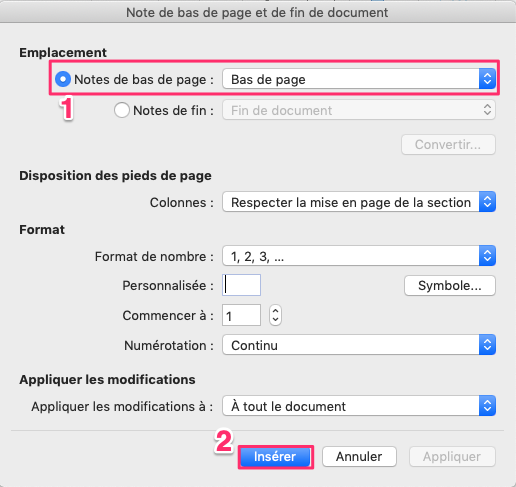 Note de bas de page et de fin de document
Emplacement
Notes de bas de page : Bas de page
1
Notes de fin : Fin de document
Convertir...
Disposition des pieds de page
Colonnes : Respecter la mise en page de la section
Format
Format de nombre : 1, 2, 3, ...
Personnalisée : Symbole...
Commencer à : 1
Numérotation : Continu
Appliquer les modifications
Appliquer les modifications à : À tout le document
2
Insérer Annuler Appliquer